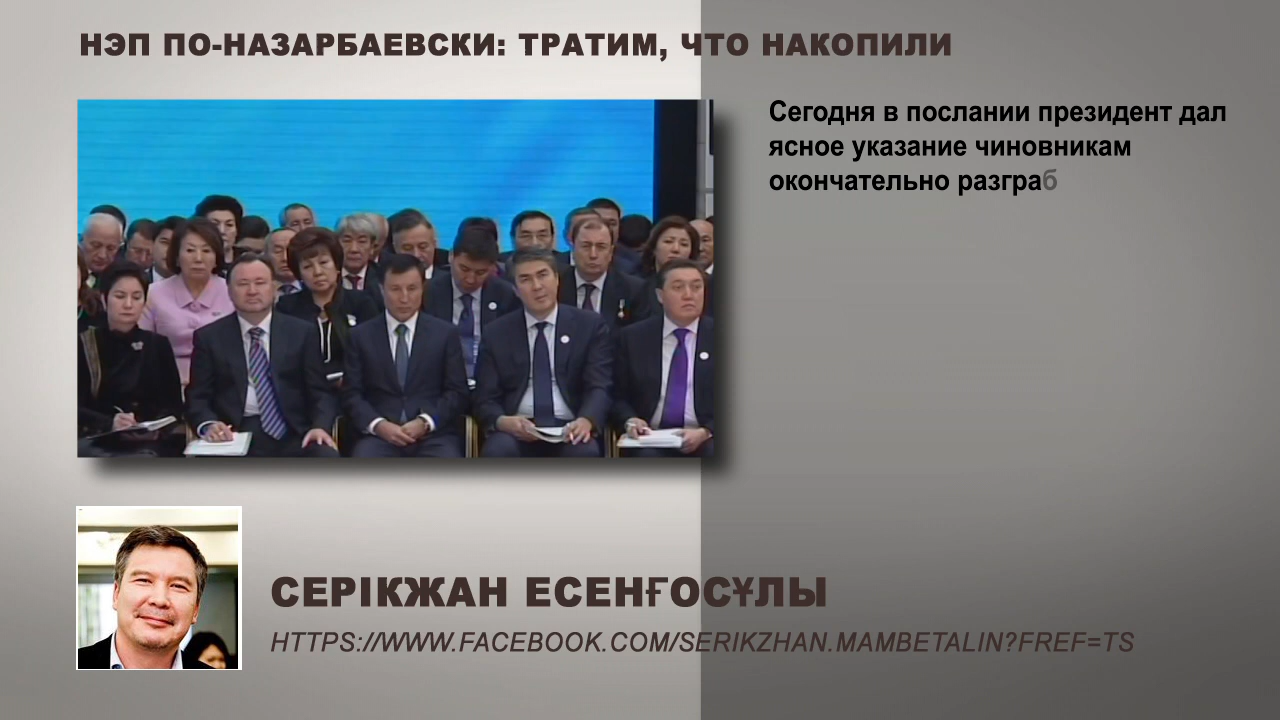 НЭП ПО-НАЗАРБАЕВСКИ: ТРАТИМ, ЧТО НАКОПИЛИ
Сегодня в послании президент дал
ясное указание чиновникам
окончательно разграб
СЕРІКЖАН ЕСЕНҒОСҰЛЫ
HTTPS://WWW.FACEBOOK.COM/SERIKZHAN.MAMBETALIN?FREF=TS